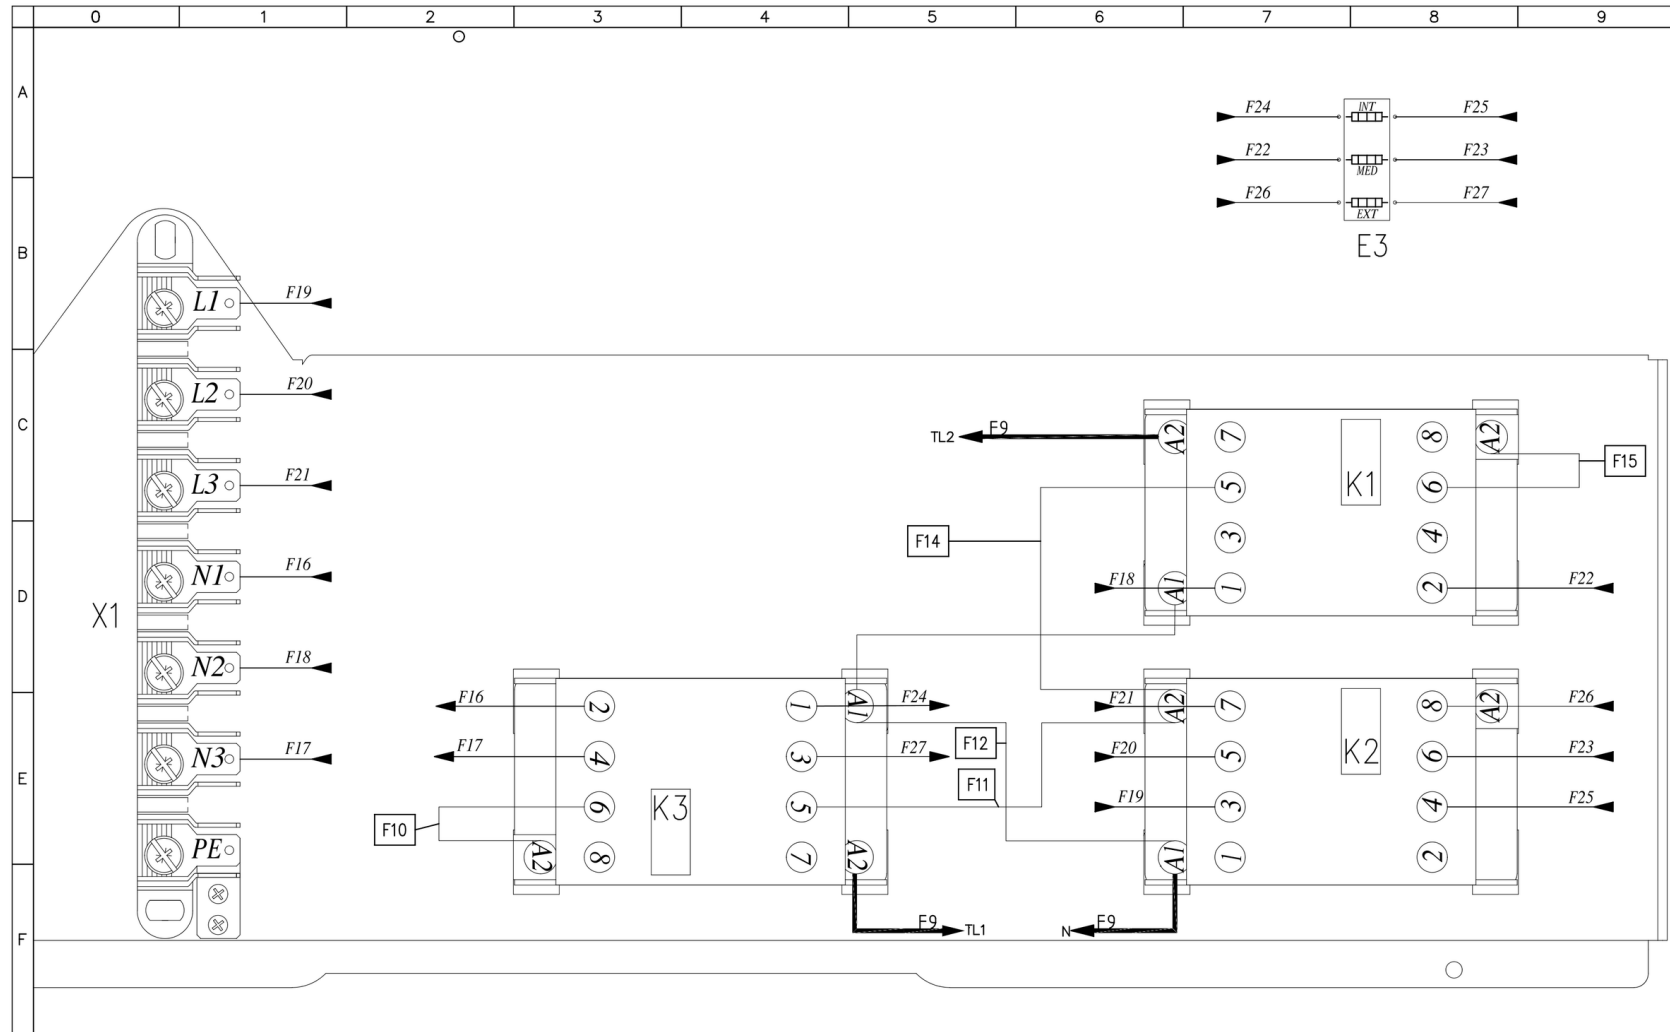 0 1 2 3 4 5 6 7 8 9
A
F24 INT F25
F22 MED F23
F26 EXT F27
E3
B
L1 F19
L2 F20
C
TL2 F9 A2 7 K1 8 A2
L3 F21
5 6 F15
F14 3 4
N1 F16
D
F18 A1 1 2 F22
X1
N2 F18
F16 2 1 A1 F24 F21 A2 7 8 A2 F26
N3 F17
F17 4 3 F27 F12 F20 5 K2 6 F23
E
F11
6 K3 5 F19 3 4 F25
F10
PE
A2 8 7 A2 A1 1 2
F9 TL1 N F9
F